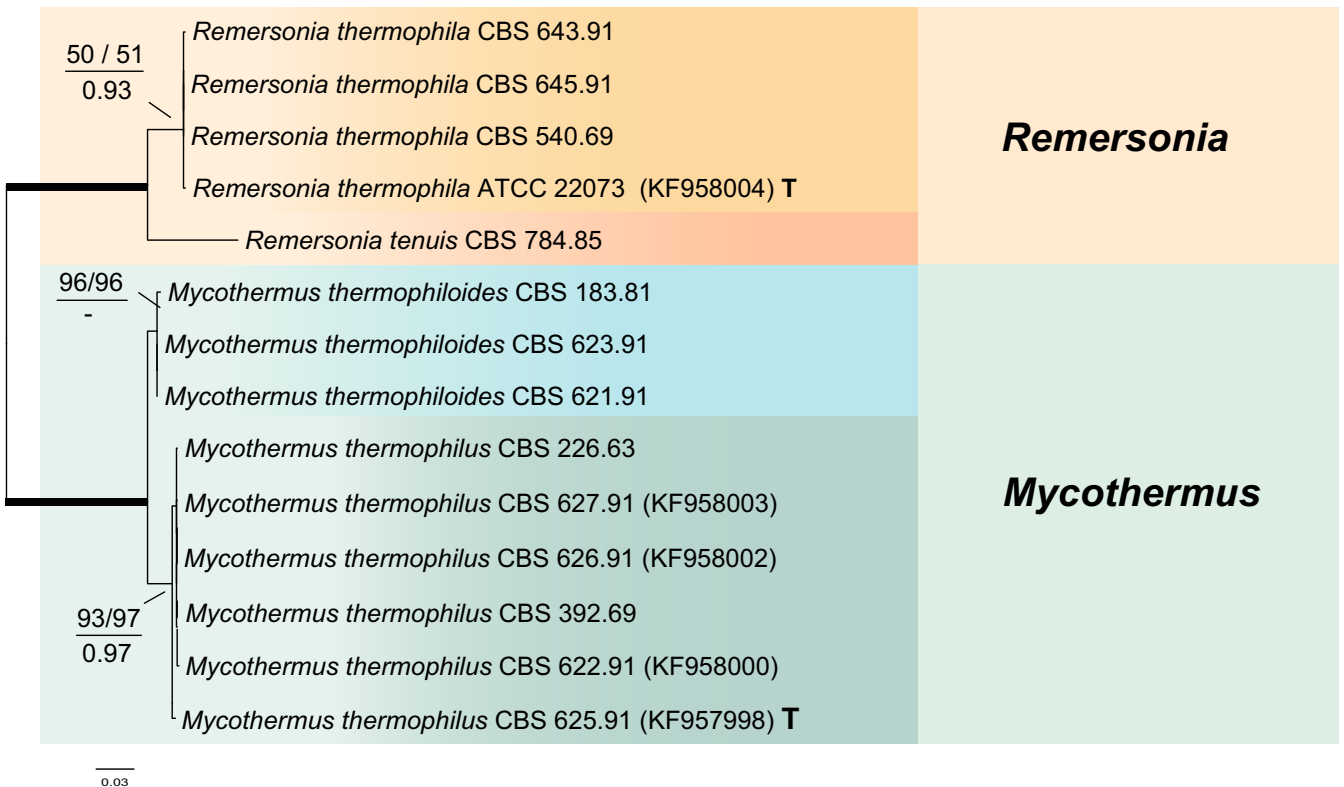 Remersonia thermophila CBS 643.91
50 / 51
0.93
Remersonia thermophila CBS 645.91
Remersonia thermophila CBS 540.69
Remersonia
Remersonia thermophila ATCC 22073 (KF958004) T
Remersonia tenuis CBS 784.85
96/96
-
Mycothermus thermophiloides CBS 183.81
Mycothermus thermophiloides CBS 623.91
Mycothermus thermophiloides CBS 621.91
Mycothermus thermophilus CBS 226.63
Mycothermus thermophilus CBS 627.91 (KF958003)
Mycothermus
Mycothermus thermophilus CBS 626.91 (KF958002)
Mycothermus thermophilus CBS 392.69
93/97
0.97
Mycothermus thermophilus CBS 622.91 (KF958000)
Mycothermus thermophilus CBS 625.91 (KF957998) T
0.03